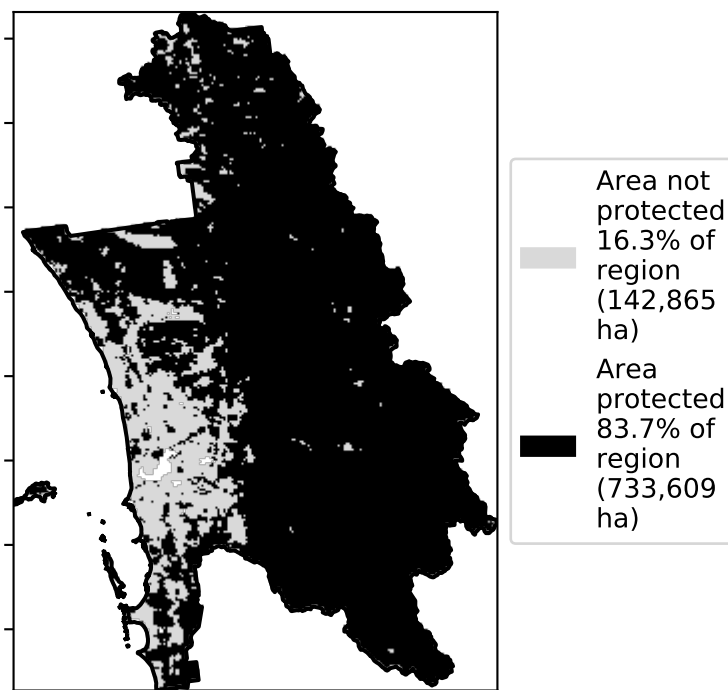 Area not
protected
16.3% of
region
(142,865
ha)
Area
protected
83.7% of
region
(733,609
ha)